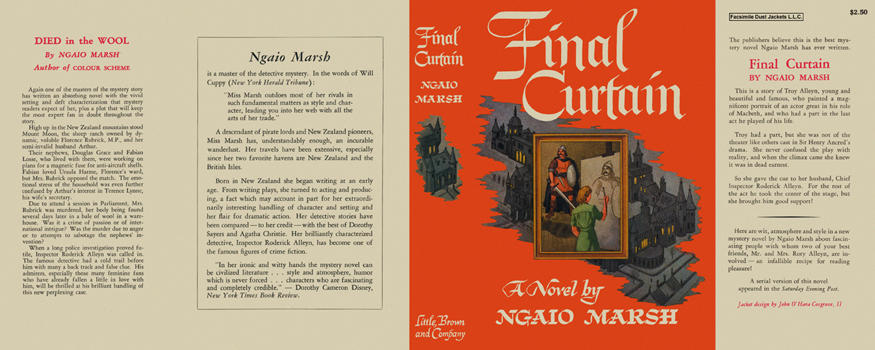 DIED in the WOOL
By NGAIO MARSH
Author of COLOUR SCHEME
Again one of the masters of the mystery story
has written an absorbing novel with the vivid
setting and deft characterization that mystery
readers expect of her, plus a plot that will keep
the most expert fan in doubt throughout the
story.
High up in the New Zealand mountains stood
Mount Moon, the sheep ranch owned by dy-
namic, voluble Florence Rubrick, M.P., and her
semi-invalid husband Arthur.
Their nephews, Douglas Grace and Fabian
Losse, who lived with them, were working on
plans for a magnetic fuse for anti-aircraft shells.
Fabian loved Ursula Harme, Florence's ward,
but Mrs. Rubrick opposed the match. The emo-
tional stress of the household was even further
confused by Arthur's interest in Terence Lynne,
his wife's secretary.
Due to attend a session in Parliament, Mrs.
Rubrick was murdered, her body being found
several days later in a bale of wool in a ware-
house. Was it a crime of passion or of inter-
national intrigue? Was the murder due to anger
or to attempts to sabotage the nephews' in-
vention?
When a long police investigation proved fu-
tile, Inspector Roderick Alleyn was called in.
The famous detective had a cold trail before
him with many a back track and false clue. His
admirers, especially those many feminine fans
who have already fallen a little in love with
him, will be thrilled at his brilliant handling of
this new perplexing case.
Ngaio Marsh
is a master of the detective mystery. In the words of Will
Cuppy (New York Herald Tribune):
"Miss Marsh outdoes most of her rivals in
such fundamental matters as style and char-
acter, leading you into her web with all the
arts of her trade."
A descendant of pirate lords and New Zealand pioneers,
Miss Marsh has, understandably enough, an incurable
wanderlust. Her travels have been extensive, especially
since her two favorite havens are New Zealand and the
British Isles.
Born in New Zealand she began writing at an early
age. From writing plays, she turned to acting and produc-
ing, a fact which may account in part for her extraordi-
narily interesting handling of character and setting and
her flair for dramatic action. Her detective stories have
been compared — to her credit — with the best of Dorothy
Sayers and Agatha Christie. Her brilliantly characterized
detective, Inspector Roderick Alleyn, has become one of
the famous figures of crime fiction.
"In her ironic and witty hands the mystery novel can
be civilized literature . . . style and atmosphere, humor
which is never forced . . . characters who are fascinating
and completely credible." — Dorothy Cameron Disney,
New York Times Book Review.
Final
Curtain
NGAIO
MARSH
Little, Brown
and Company
Final
Curtain
A Novel by
NGAIO MARSH
Facsimile Dust Jackets L.L.C.
$2.50
The publishers believe this is the best mys-
tery novel Ngaio Marsh has ever written.
Final Curtain
BY NGAIO MARSH
This is a story of Troy Alleyn, young and
beautiful and famous, who painted a mag-
nificent portrait of an actor great in his role
of Macbeth, and who had a part in the last
act he played of his life.
Troy had a part, but she was not of the
theater like others cast in Sir Henry Ancred's
drama. She never confused the play with
reality, and when the climax came she knew
it was in dead earnest.
So she gave the cue to her husband, Chief
Inspector Roderick Alleyn. For the rest of
the act he took the center of the stage, but
she brought him good support!
Here are wit, atmosphere and style in a new
mystery novel by Ngaio Marsh about fascin-
ating people with whom two of your best
friends, Mr. and Mrs. Rory Alleyn, are in-
volved — an infallible recipe for reading
pleasure!
A serial version of this novel
appeared in the Saturday Evening Post.
Jacket design by John O'Hara Cosgrave, II